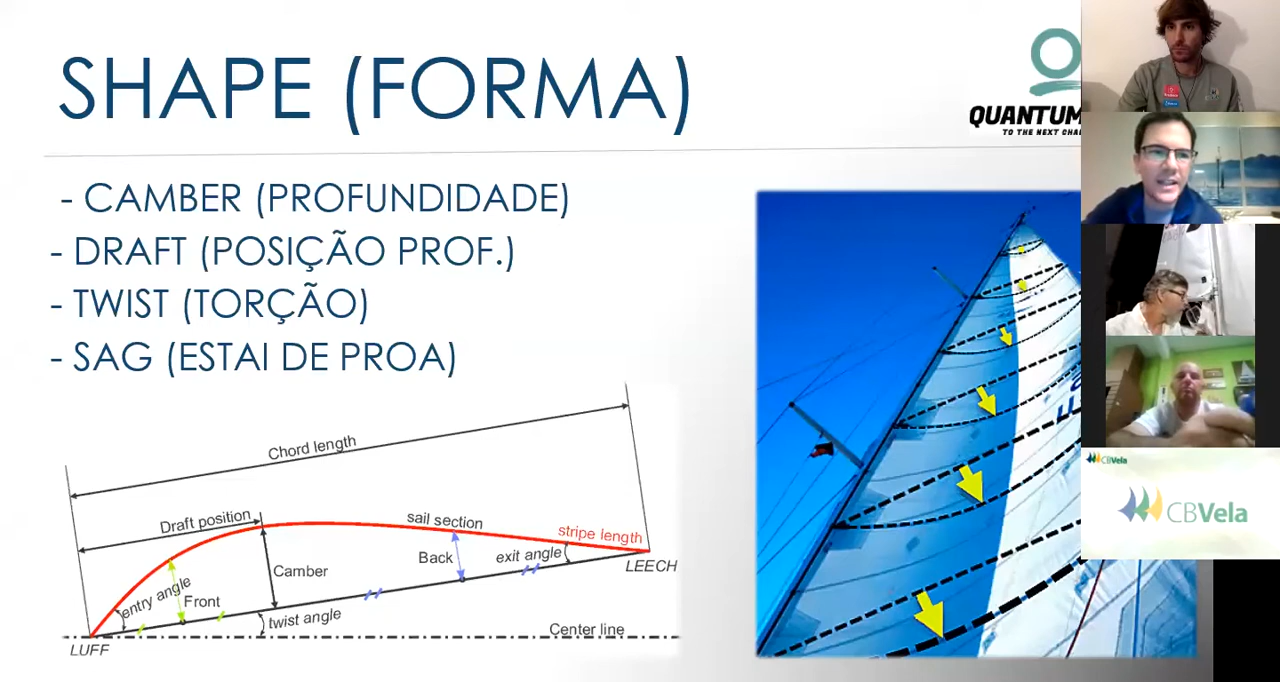 SHAPE (FORMA)
QUANTUM
TO THE NEXT
- CAMBER (PROFUNDIDADE)
- DRAFT (POSIÇÃO PROF.)
- TWIST (TORÇÃO)
- SAG (ESTAI DE PROA)
Chord length
Draft position
sail section
stripe length
Back
exit angle
LEECH
Camber
entry angle
Front
twist angle
Center line
LUFF
CBVela
CBVela